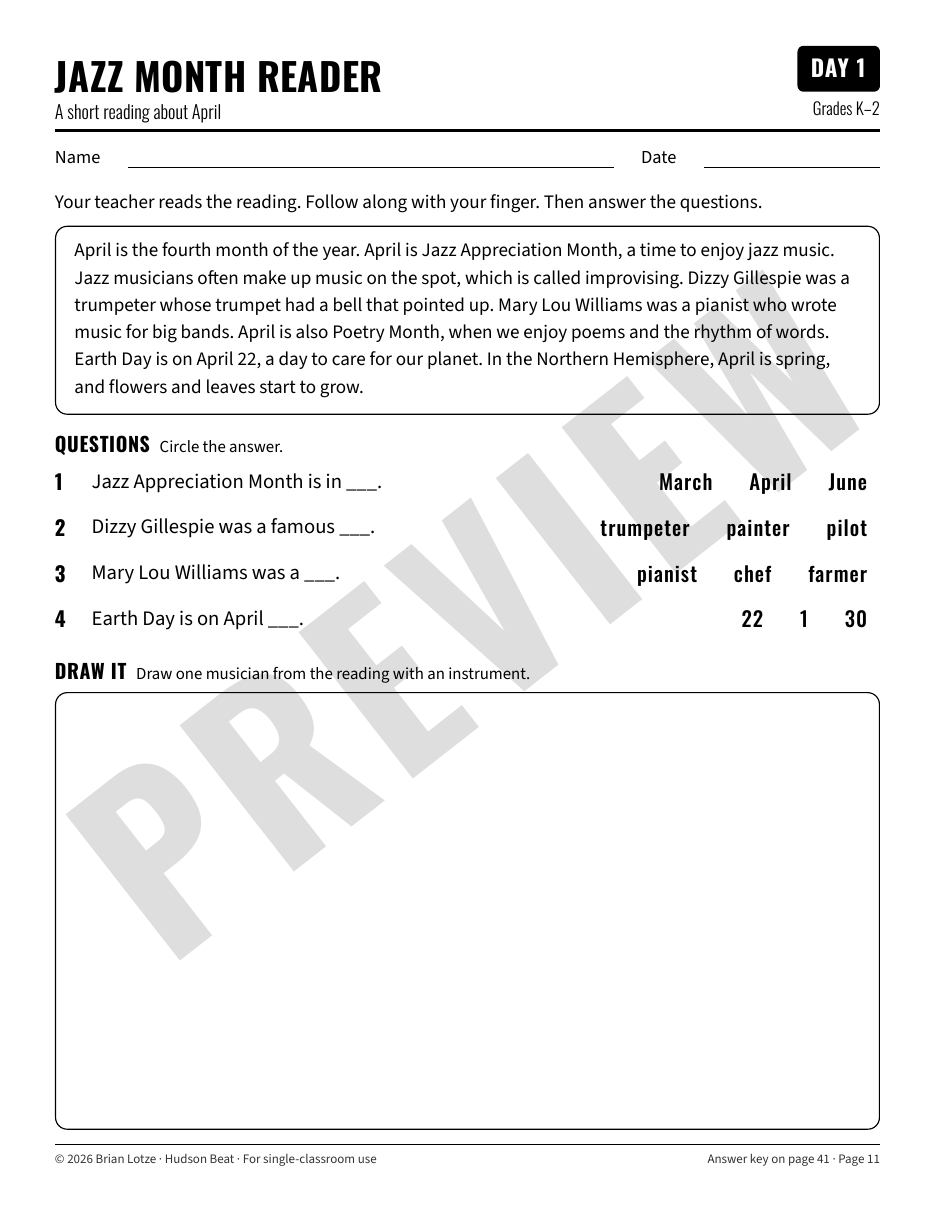 JAZZ MONTH READER
DAY 1
A short reading about April
Grades K–2
Name Date
Your teacher reads the reading. Follow along with your finger. Then answer the questions.
April is the fourth month of the year. April is Jazz Appreciation Month, a time to enjoy jazz music.
Jazz musicians often make up music on the spot, which is called improvising. Dizzy Gillespie was a
trumpeter whose trumpet had a bell that pointed up. Mary Lou Williams was a pianist who wrote
music for big bands. April is also Poetry Month, when we enjoy poems and the rhythm of words.
Earth Day is on April 22, a day to care for our planet. In the Northern Hemisphere, April is spring,
and flowers and leaves start to grow.
QUESTIONS Circle the answer.
1 Jazz Appreciation Month is in ___. March April June
2 Dizzy Gillespie was a famous ___. trumpeter painter pilot
3 Mary Lou Williams was a ___. pianist chef farmer
4 Earth Day is on April ___. 22 1 30
DRAW IT Draw one musician from the reading with an instrument.
PREVIEW
© 2026 Brian Lotze · Hudson Beat · For single-classroom use
Answer key on page 41 · Page 11